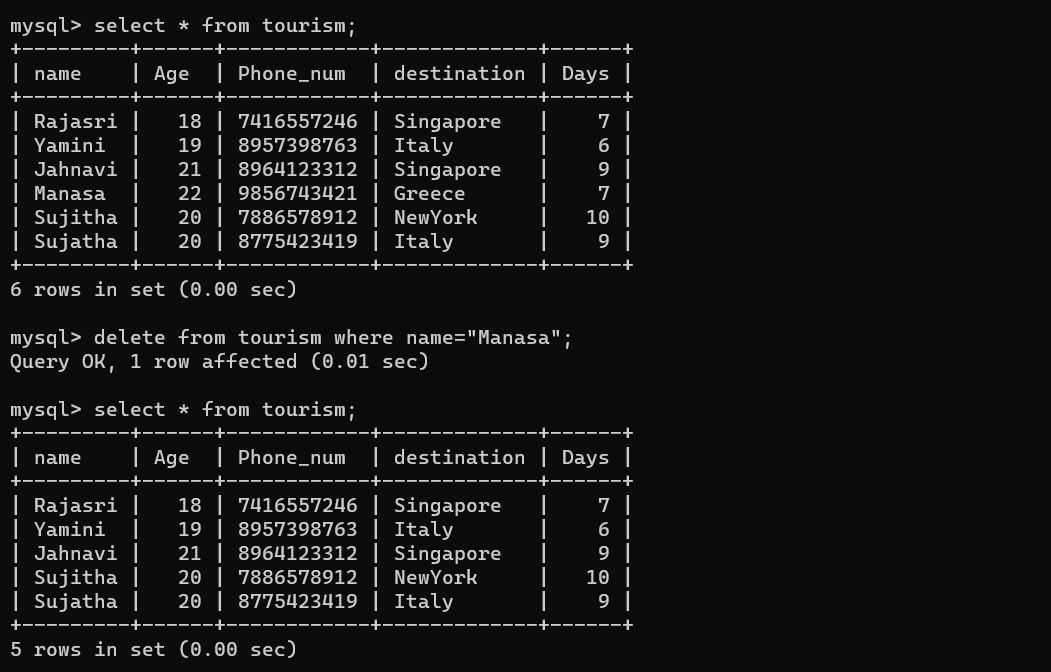 mysql> select * from tourism;
+---------+------+------------+-------------+------+
| name    | Age  | Phone_num  | destination | Days |
+---------+------+------------+-------------+------+
| Rajasri |   18 | 7416557246 | Singapore   |    7 |
| Yamini  |   19 | 8957398763 | Italy       |    6 |
| Jahnavi |   21 | 8964123312 | Singapore   |    9 |
| Manasa  |   22 | 9856743421 | Greece      |    7 |
| Sujitha |   20 | 7886578912 | NewYork     |   10 |
| Sujatha |   20 | 8775423419 | Italy       |    9 |
+---------+------+------------+-------------+------+
6 rows in set (0.00 sec)

mysql> delete from tourism where name="Manasa";
Query OK, 1 row affected (0.01 sec)

mysql> select * from tourism;
+---------+------+------------+-------------+------+
| name    | Age  | Phone_num  | destination | Days |
+---------+------+------------+-------------+------+
| Rajasri |   18 | 7416557246 | Singapore   |    7 |
| Yamini  |   19 | 8957398763 | Italy       |    6 |
| Jahnavi |   21 | 8964123312 | Singapore   |    9 |
| Sujitha |   20 | 7886578912 | NewYork     |   10 |
| Sujatha |   20 | 8775423419 | Italy       |    9 |
+---------+------+------------+-------------+------+
5 rows in set (0.00 sec)